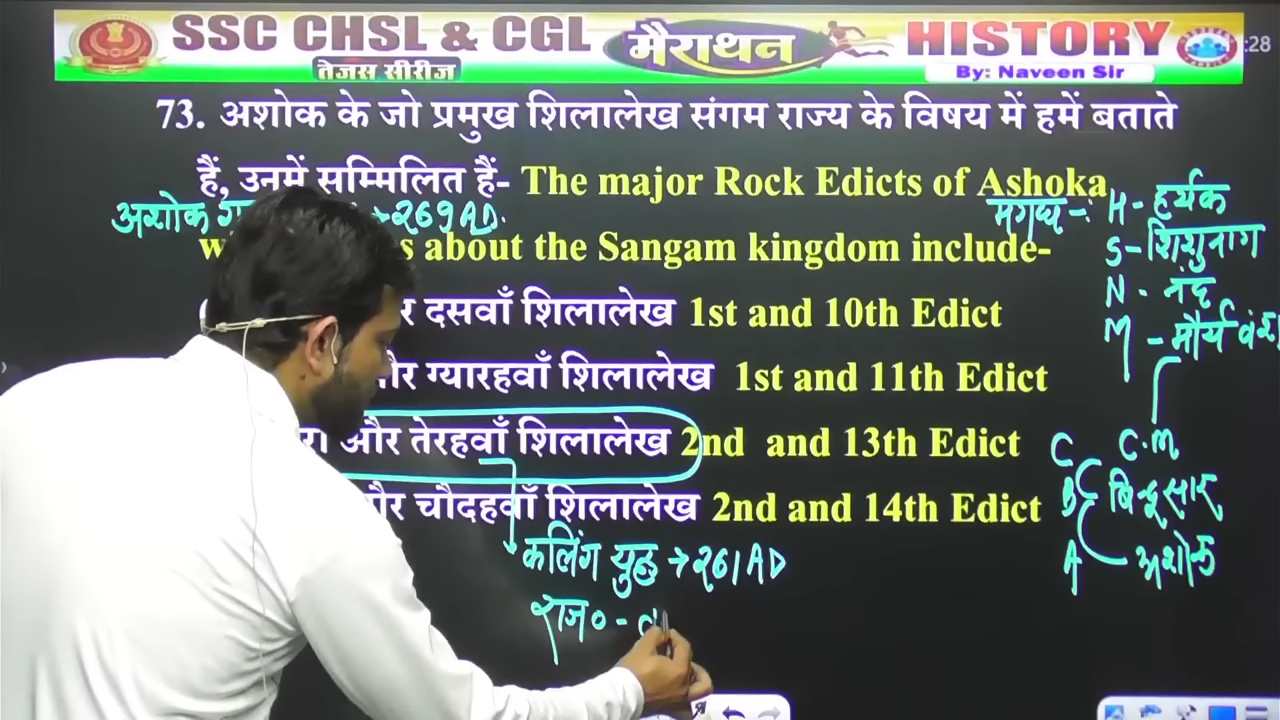 SSC CHSL & CGL
तेजस सीरीज
मैराथन
HISTORY
By: Naveen Sir
:28
73. अशोक के जो प्रमुख शिलालेख संगम राज्य के विषय में हमें बताते
हैं, उनमें सम्मिलित हैं- The major Rock Edicts of Ashoka
अशोक → 269 AD.
about the Sangam kingdom include-
दसवाँ शिलालेख 1st and 10th Edict
और ग्यारहवाँ शिलालेख 1st and 11th Edict
और तेरहवाँ शिलालेख 2nd and 13th Edict
और चौदहवाँ शिलालेख 2nd and 14th Edict
कलिंग युद्ध → 261 AD
राज० -
मगध -:
H - हर्यक
S - शिशुनाग
N - नंद
M - मौर्य वंश
C C.M
B बिन्दुसार
A - अशोक